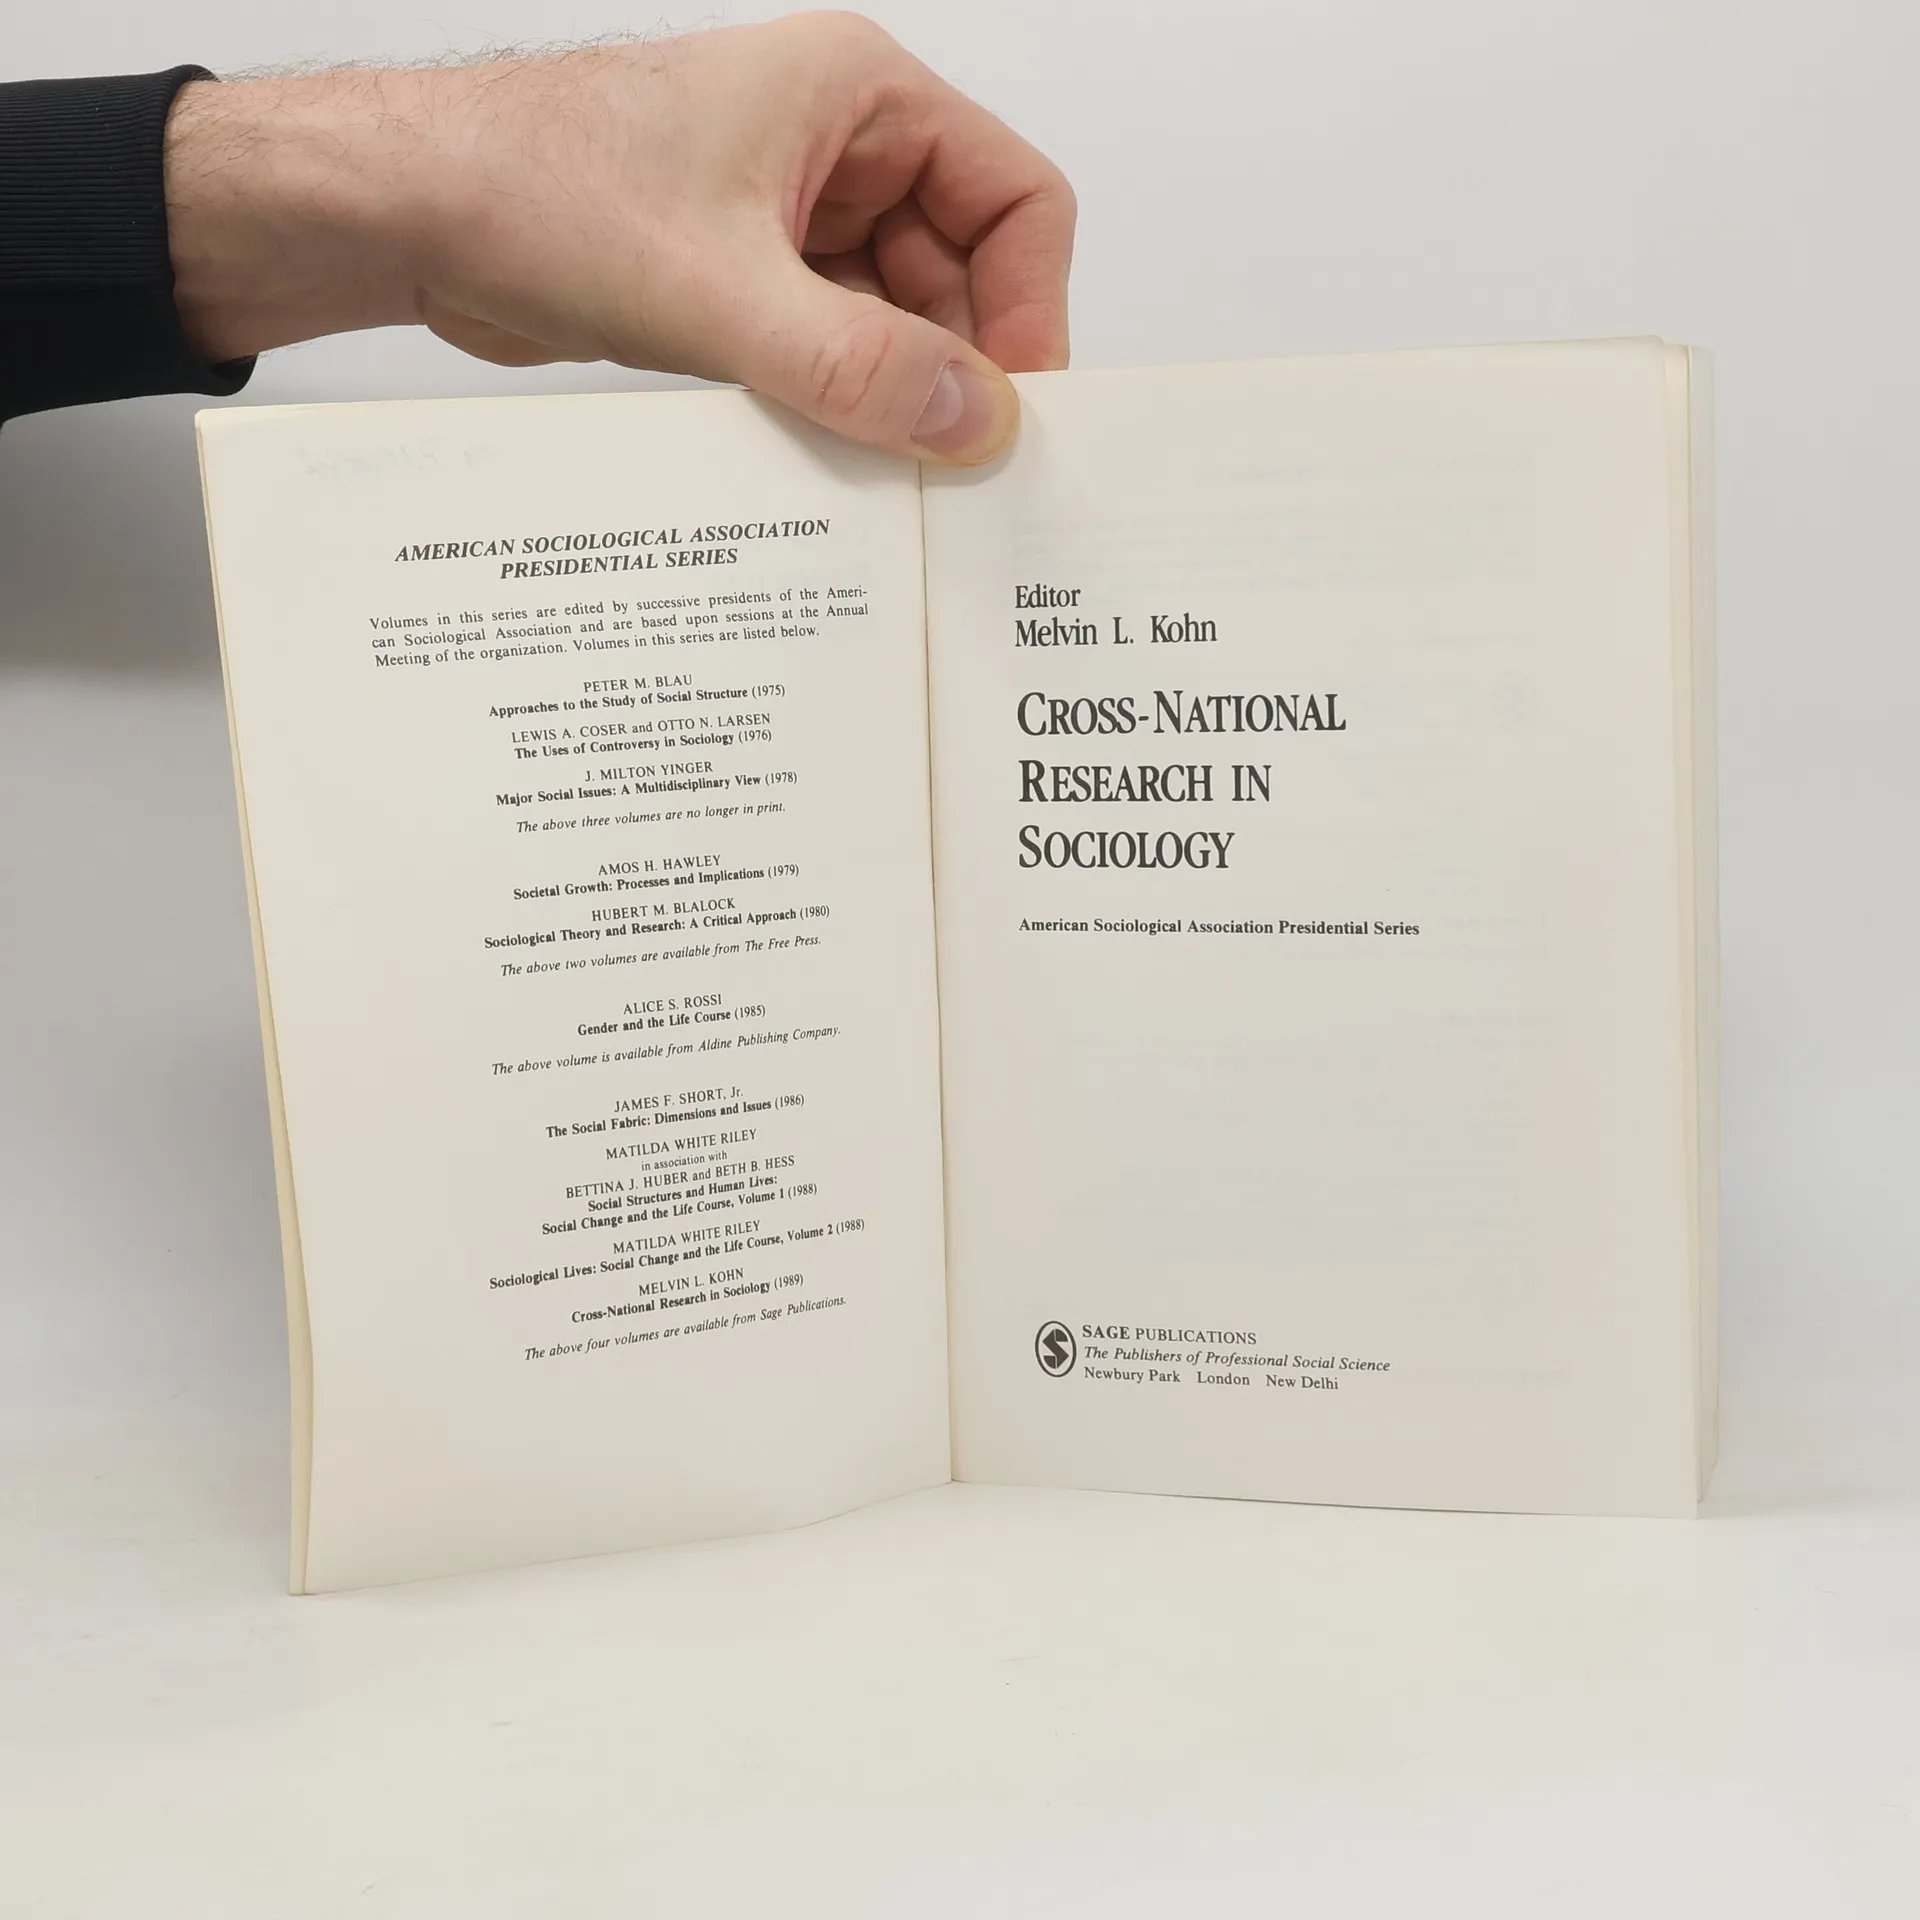 AMERICAN SOCIOLOGICAL ASSOCIATION
PRESIDENTIAL SERIES
Volumes in this series are edited by successive presidents of the Ameri-
can Sociological Association and are based upon sessions at the Annual
Meeting of the organization. Volumes in this series are listed below.
PETER M. BLAU
Approaches to the Study of Social Structure (1975)
LEWIS A. COSER and OTTO N. LARSEN
The Uses of Controversy in Sociology (1976)
J. MILTON YINGER
Major Social Issues: A Multidisciplinary View (1978)
The above three volumes are no longer in print.
AMOS H. HAWLEY
Societal Growth: Processes and Implications (1979)
HUBERT M. BLALOCK
Sociological Theory and Research: A Critical Approach (1980)
The above two volumes are available from The Free Press.
ALICE S. ROSSI
Gender and the Life Course (1985)
The above volume is available from Aldine Publishing Company.
JAMES F. SHORT, Jr.
The Social Fabric: Dimensions and Issues (1986)
MATILDA WHITE RILEY
in association with
BETTINA J. HUBER and BETH B. HESS
Social Structures and Human Lives:
Social Change and the Life Course, Volume 1 (1988)
MATILDA WHITE RILEY
Sociological Lives: Social Change and the Life Course, Volume 2 (1988)
MELVIN L. KOHN
Cross-National Research in Sociology (1989)
The above four volumes are available from Sage Publications.
Editor
Melvin L. Kohn
CROSS-NATIONAL
RESEARCH IN
SOCIOLOGY
American Sociological Association Presidential Series
SAGE PUBLICATIONS
The Publishers of Professional Social Science
Newbury Park London New Delhi